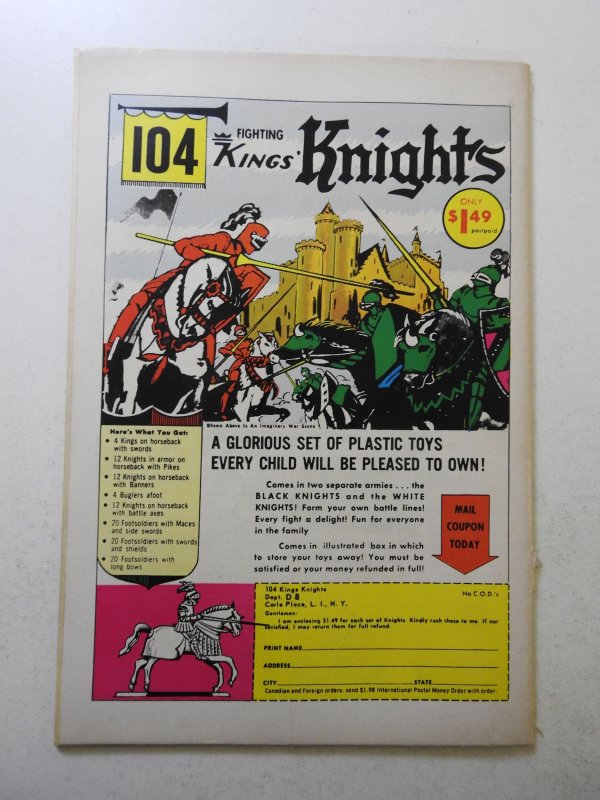 104
FIGHTING
KINGS' Knights
ONLY
$1.49
postpaid
Shown Above Is An Imaginary War Scene
Here's What You Get:
• 4 Kings on horseback
with swords
• 12 Knights in armor on
horseback with Pikes
• 12 Knights on horseback
with Banners
• 4 Buglers afoot
• 12 Knights on horseback
with battle axes
• 20 Footsoldiers with Maces
and side swords
• 20 Footsoldiers with swords
and shields
• 20 Footsoldiers with
long bows
A GLORIOUS SET OF PLASTIC TOYS
EVERY CHILD WILL BE PLEASED TO OWN!
Comes in two separate armies . . . the
BLACK KNIGHTS and the WHITE
KNIGHTS! Form your own battle lines!
Every fight a delight! Fun for everyone
in the family
Comes in illustrated box in which
to store your toys away! You must be
satisfied or your money refunded in full!
MAIL
COUPON
TODAY
104 Kings Knights
Dept. D 8
Carle Place, L. I., N. Y.
No C.O.D.'s
Gentlemen:
I am enclosing $1.49 for each set of Knights. Kindly rush these to me. If not
satisfied, I may return them for full refund.
PRINT NAME
ADDRESS
CITY STATE
Canadian and Foreign orders: send $1.98 International Postal Money Order with order.